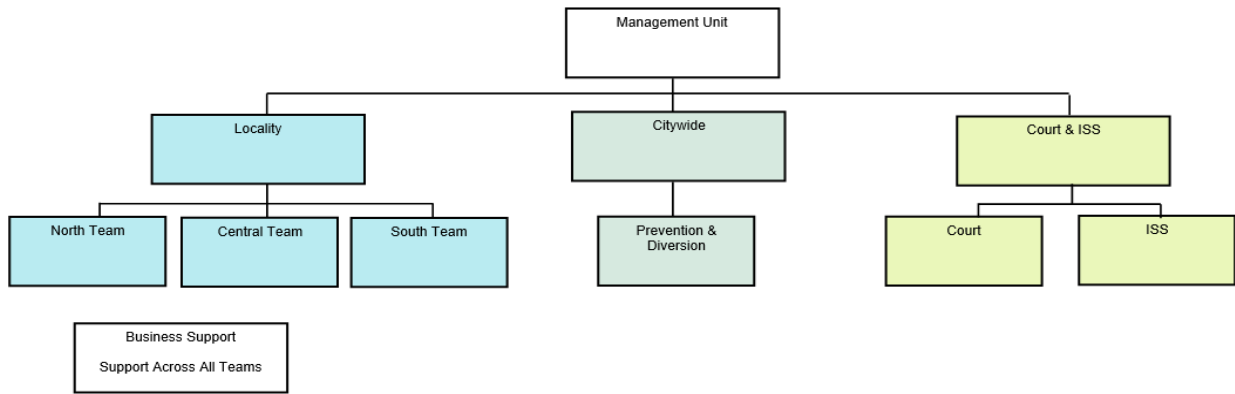 Management Unit
Locality
Citywide
Court & ISS
North Team
Central Team
South Team
Prevention &
Diversion
Court
ISS
Business Support
Support Across All Teams